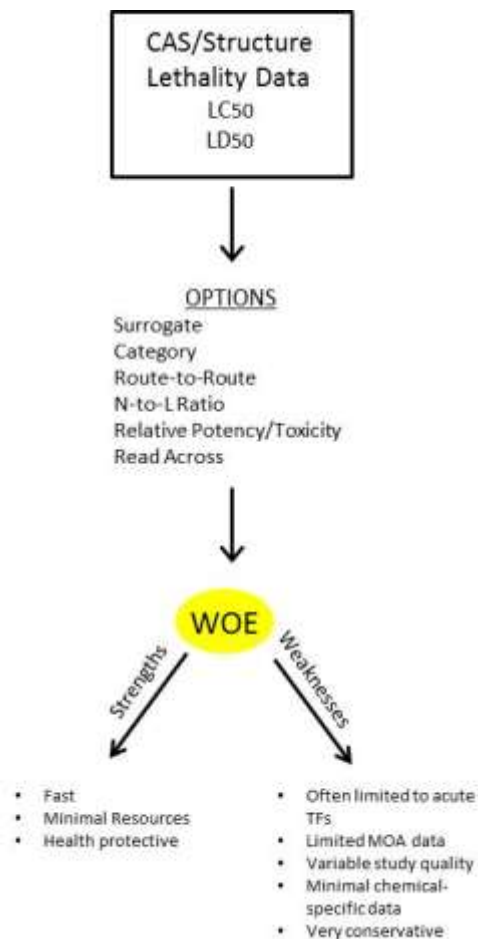 CAS/Structure
Lethality Data
LC50
LD50
OPTIONS
Surrogate
Category
Route-to-Route
N-to-L Ratio
Relative Potency/Toxicity
Read Across
WOE
Strengths
Weaknesses
• Fast
• Minimal Resources
• Health protective
• Often limited to acute
TFs
• Limited MOA data
• Variable study quality
• Minimal chemical-
specific data
• Very conservative